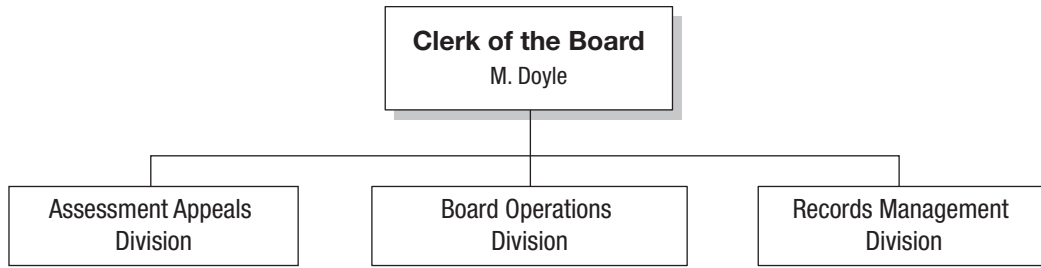 Clerk of the Board
M. Doyle
Assessment Appeals
Division
Board Operations
Division
Records Management
Division